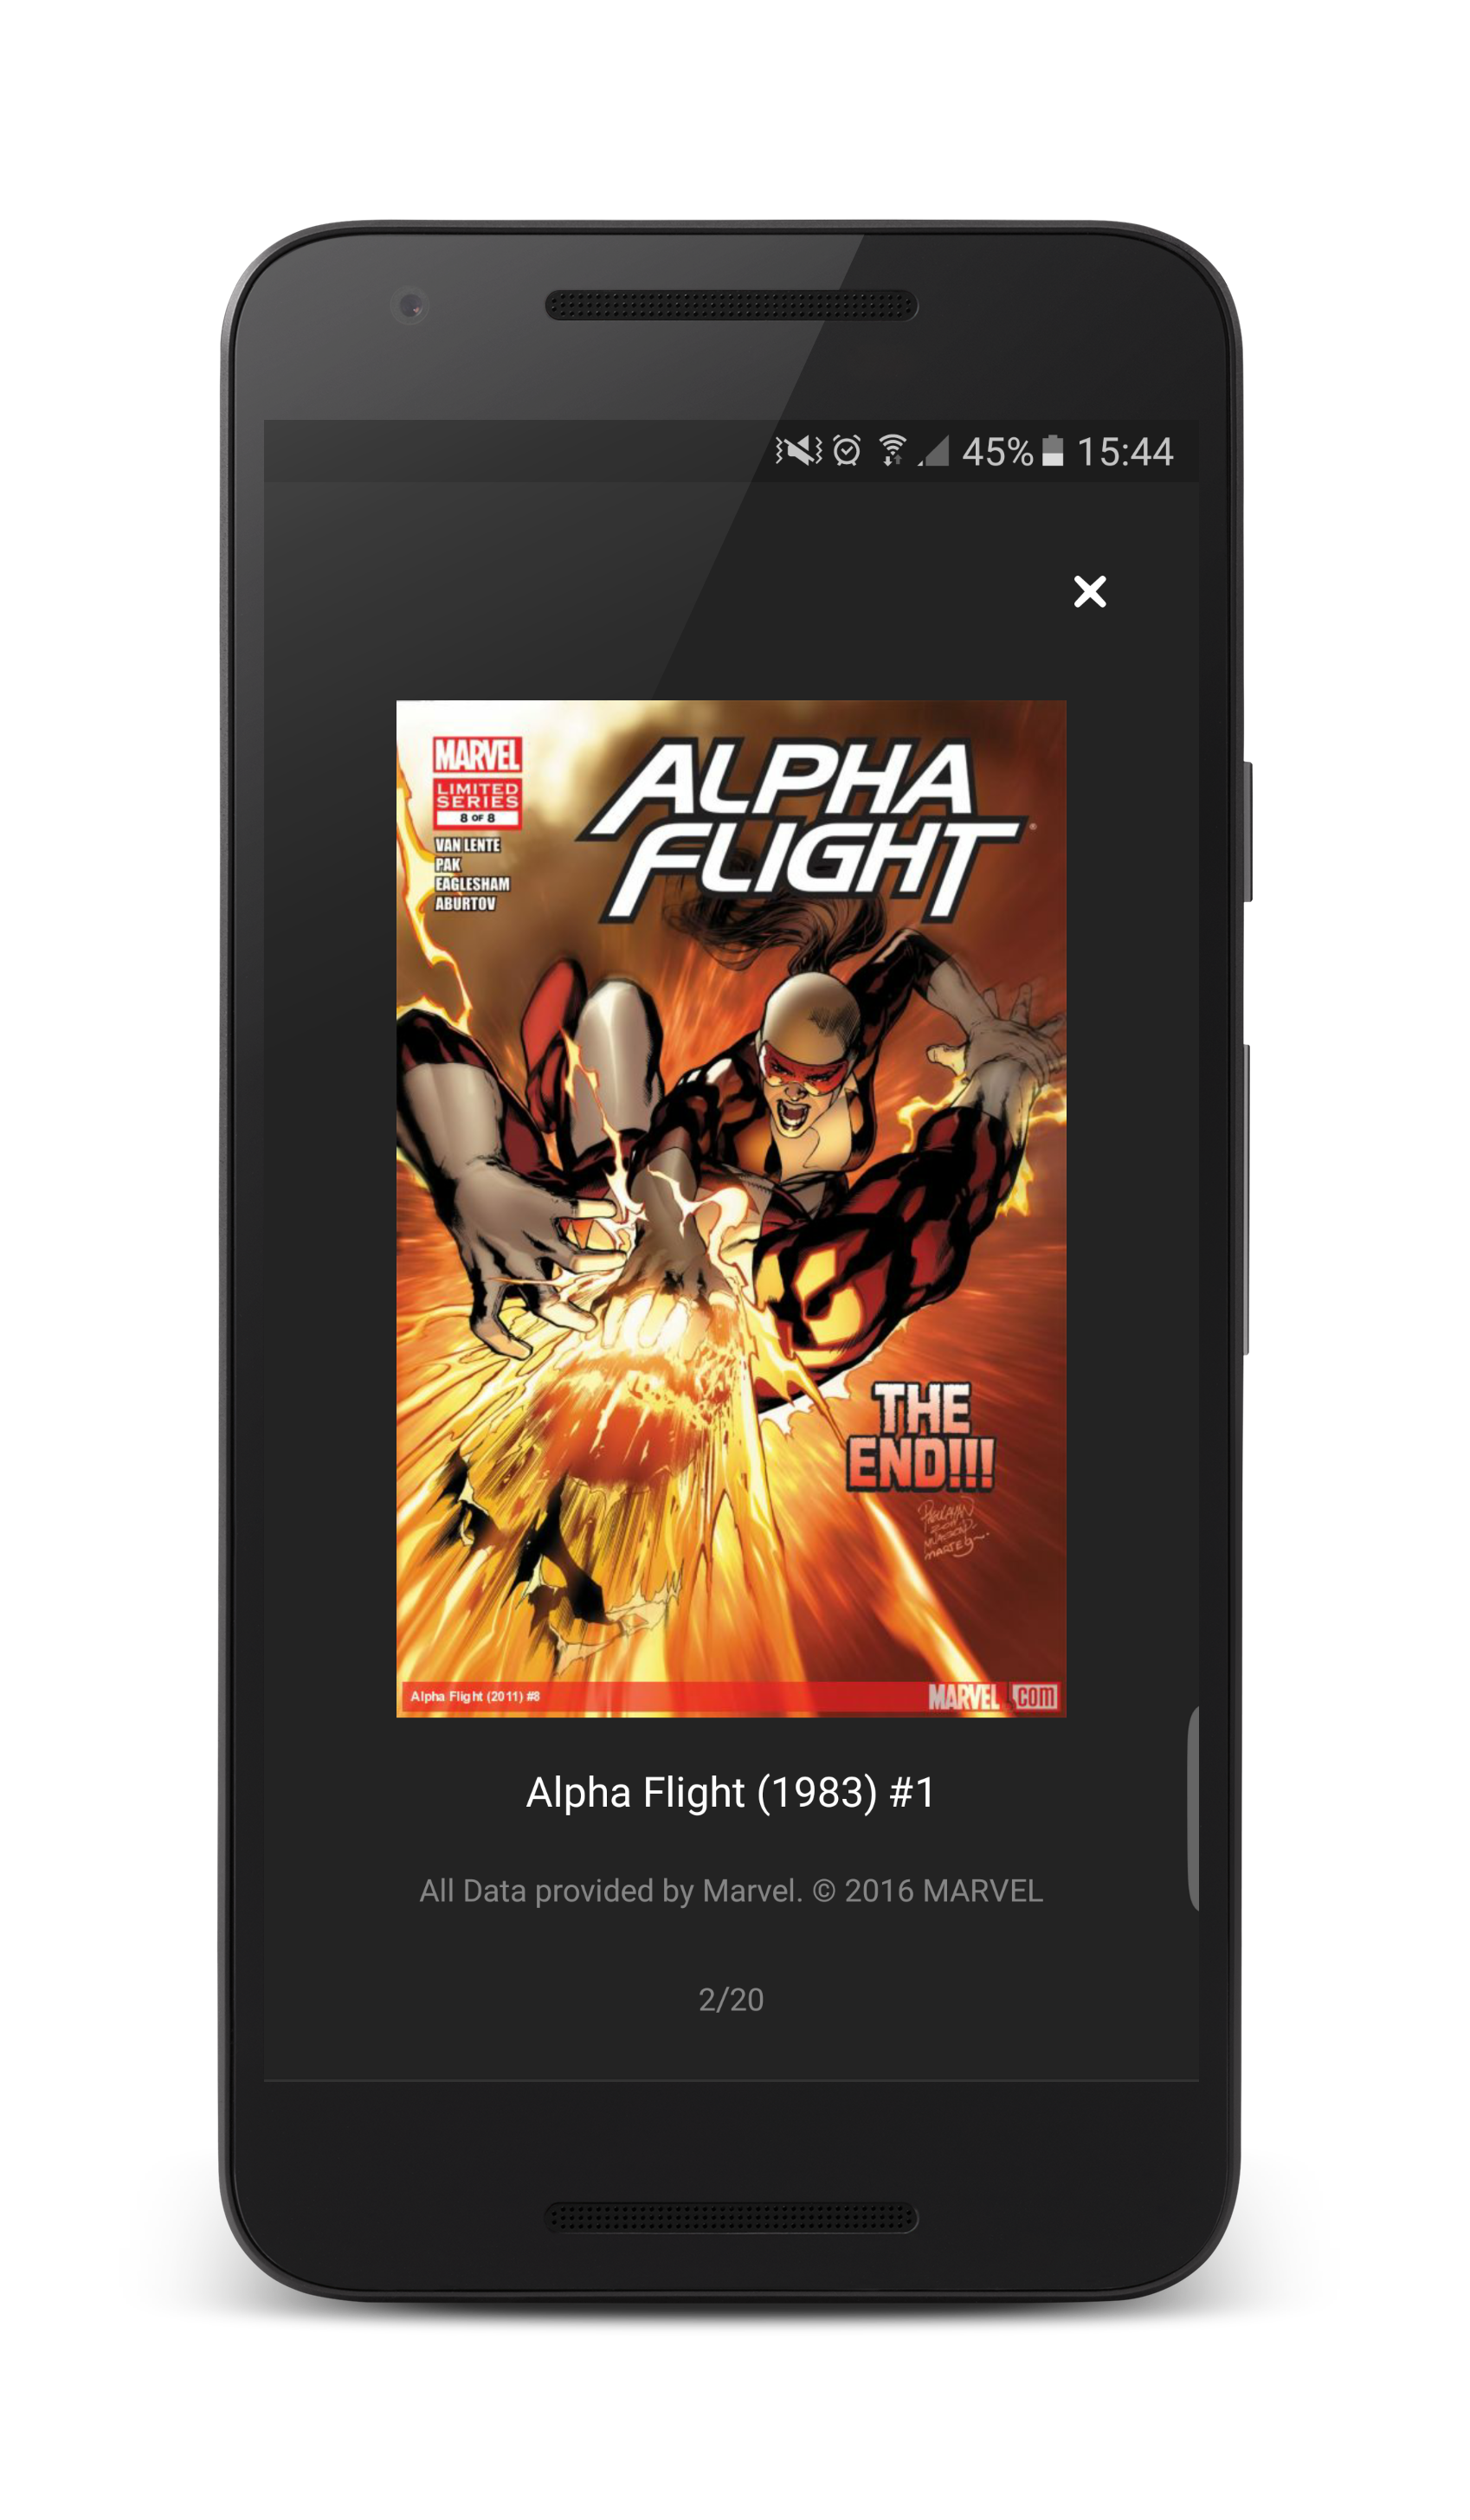 45% 15:44
MARVEL
LIMITED
SERIES
8 OF 8
VAN LENTE
PAK
EAGLESHAM
ABURTOV
ALPHA
FLIGHT
THE
END!!!
Alpha Flight (2011) #8
MARVEL.com
Alpha Flight (1983) #1
All Data provided by Marvel. © 2016 MARVEL
2/20